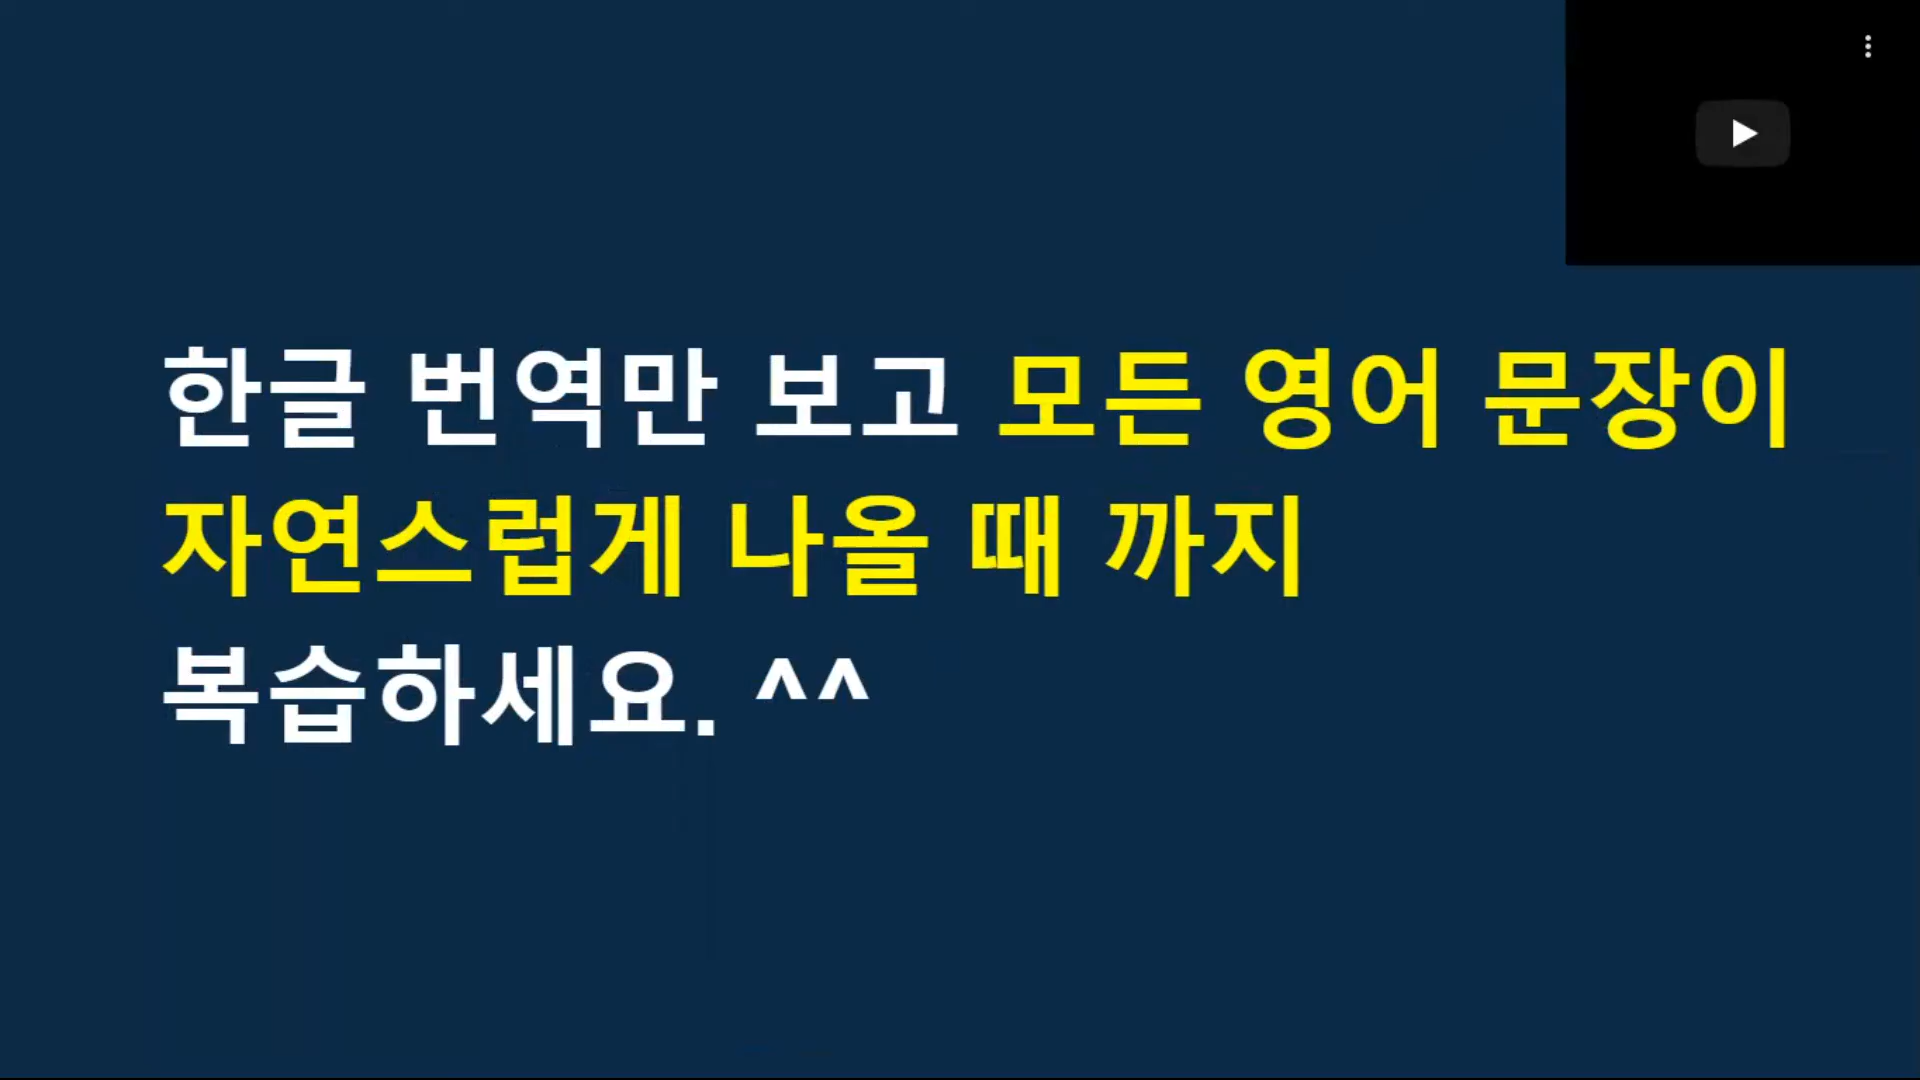 한글 번역만 보고 모든 영어 문장이
자연스럽게 나올 때 까지
복습하세요. ^^